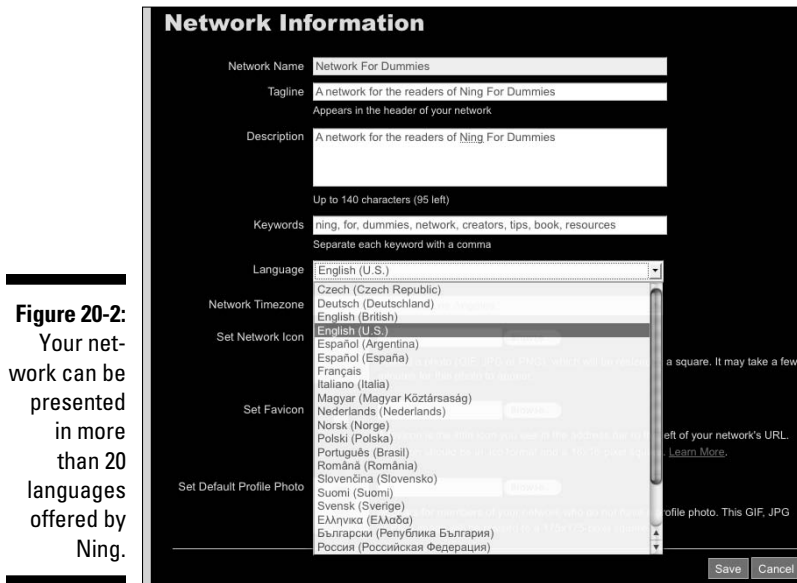 Network Information
Network Name Network For Dummies
Tagline A network for the readers of Ning For Dummies
Appears in the header of your network
Description A network for the readers of Ning For Dummies
Up to 140 characters (95 left)
Keywords ning, for, dummies, network, creators, tips, book, resources
Separate each keyword with a comma
Language English (U.S.)
Czech (Czech Republic)
Network Timezone Deutsch (Deutschland)
English (British)
Set Network Icon English (U.S.)
Español (Argentina)
Español (España)
a square. It may take a few
Français
Italiano (Italia)
Magyar (Magyar Köztársaság)
Set Favicon Nederlands (Nederlands)
Norsk (Norge)
Polski (Polska) eft of your network's URL.
Português (Brasil) Learn More.
Română (România)
Slovenčina (Slovensko)
Set Default Profile Photo Suomi (Suomi)
Svensk (Sverige)
Ελληνικα (Ελλαδα) rofile photo. This GIF, JPG
Български (Република България)
Россия (Российская Федерация)
Save Cancel
Figure 20-2:
Your net-
work can be
presented
in more
than 20
languages
offered by
Ning.